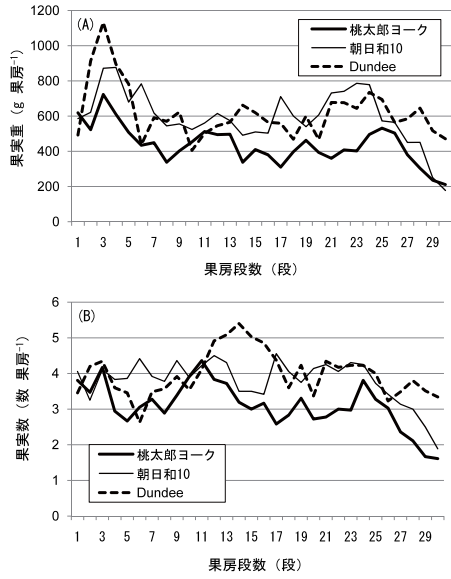 (A)
桃太郎ヨーク
朝日和10
Dundee
果実重（g 果房⁻¹）
1200
1000
800
600
400
200
0
1 3 5 7 9 11 13 15 17 19 21 23 25 27 29
果房段数（段）
(B)
果実数（数 果房⁻¹）
6
5
4
3
2
1
0
桃太郎ヨーク
朝日和10
Dundee
1 3 5 7 9 11 13 15 17 19 21 23 25 27 29
果房段数（段）